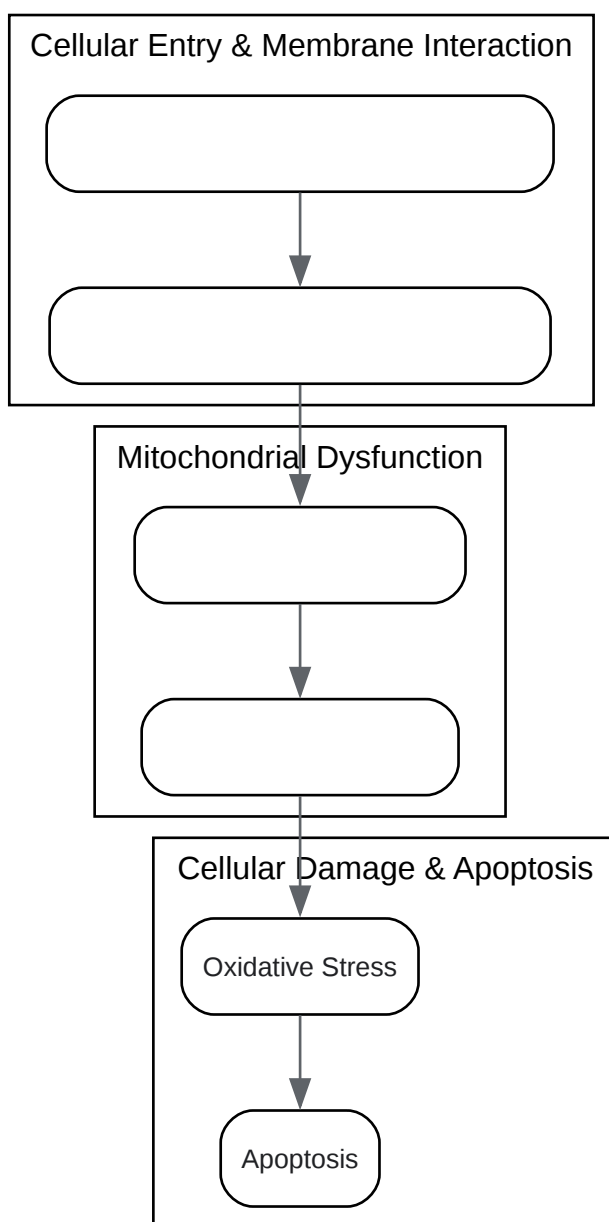 Cellular Entry & Membrane Interaction
Mitochondrial Dysfunction
Cellular Damage & Apoptosis
Oxidative Stress
Apoptosis